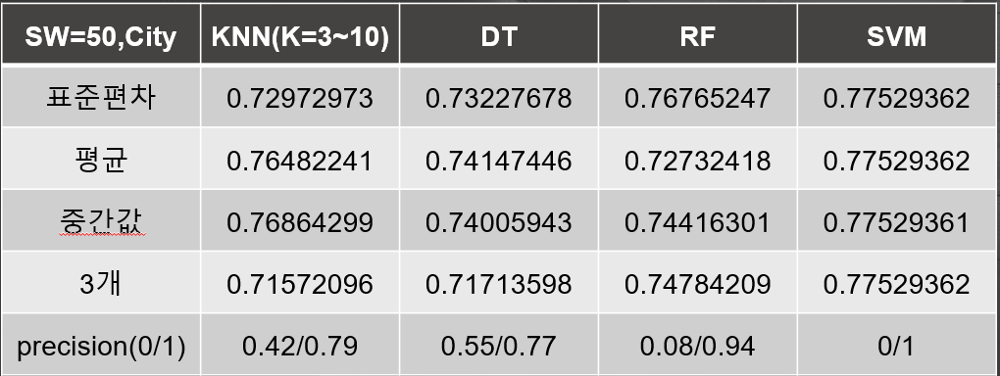 SW=50,City KNN(K=3~10) DT RF SVM
표준편차 0.72972973 0.73227678 0.76765247 0.77529362
평균 0.76482241 0.74147446 0.72732418 0.77529362
중간값 0.76864299 0.74005943 0.74416301 0.77529361
3개 0.71572096 0.71713598 0.74784209 0.77529362
precision(0/1) 0.42/0.79 0.55/0.77 0.08/0.94 0/1